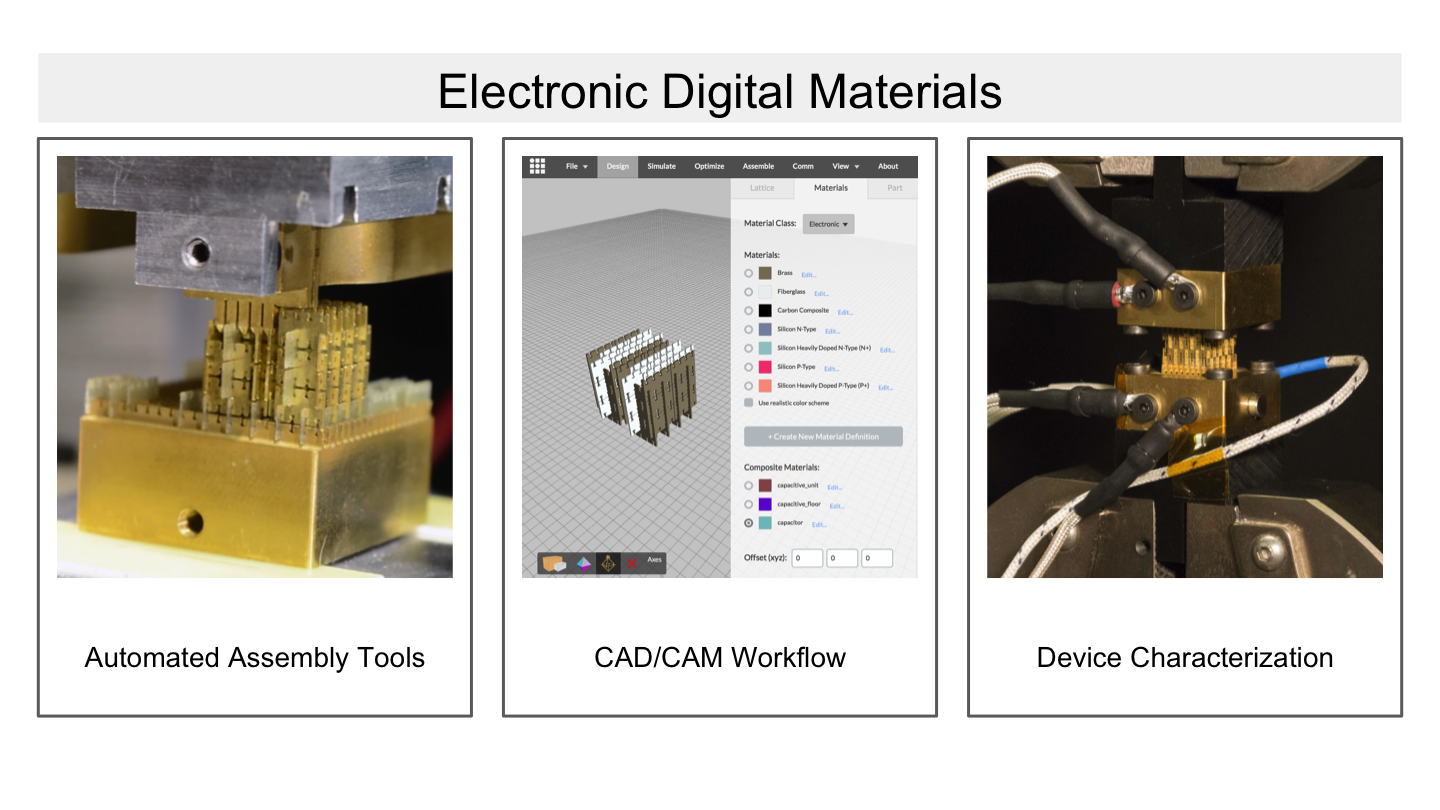 Electronic Digital Materials
File Design Simulate Optimize Assemble Comm View About
Lattice Materials Part
Material Class: Electronic
Materials:
Brass Edit...
Fiberglass Edit...
Carbon Composite Edit...
Silicon N-Type Edit...
Silicon Heavily Doped N-Type (N+) Edit...
Silicon P-Type Edit...
Silicon Heavily Doped P-Type (P+) Edit...
Use realistic color scheme
+ Create New Material Definition
Composite Materials:
capacitive_unit Edit...
capacitive_floor Edit...
capacitor Edit...
Offset (xyz): 0 0 0
Axes
Automated Assembly Tools
CAD/CAM Workflow
Device Characterization